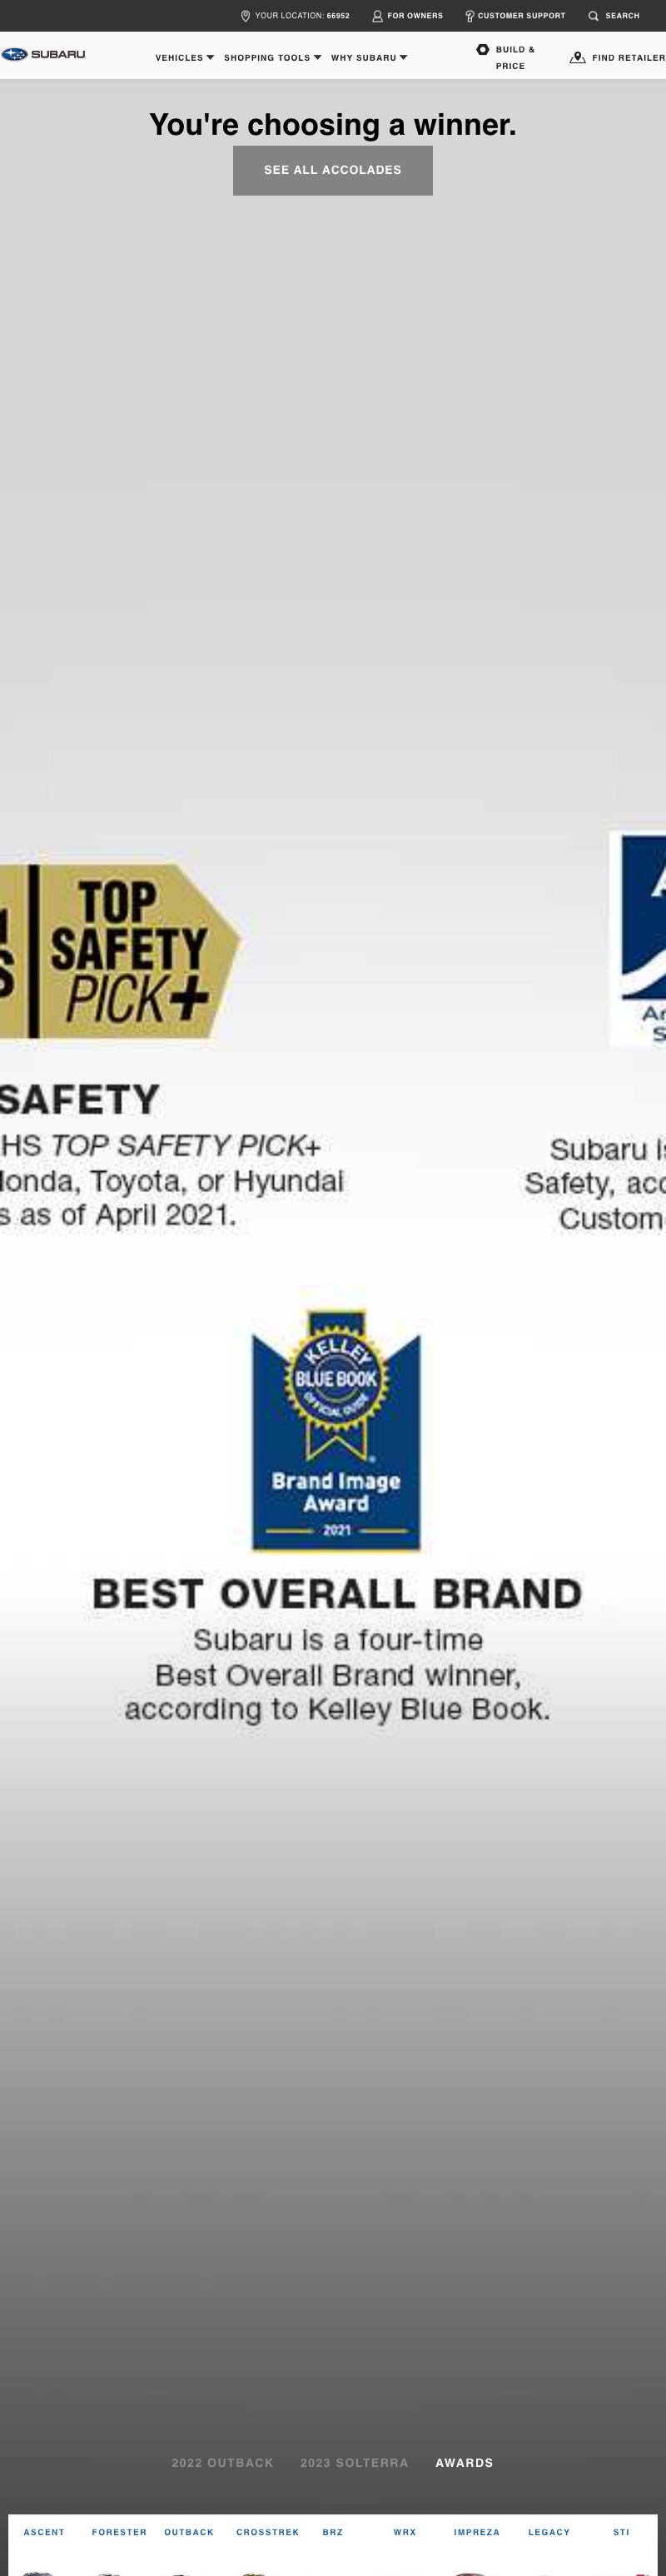 YOUR LOCATION: 66952
FOR OWNERS
CUSTOMER SUPPORT
SEARCH
SUBARU
VEHICLES
SHOPPING TOOLS
WHY SUBARU
BUILD &
PRICE
FIND RETAILER
You're choosing a winner.
SEE ALL ACCOLADES
TOP
SAFETY
PICK+
SAFETY
HS TOP SAFETY PICK+
onda, Toyota, or Hyundai
s as of April 2021.
Subaru
Safety,
Custom
KELLEY
BLUE BOOK
OFFICIAL GUIDE
Brand Image
Award
2021
BEST OVERALL BRAND
Subaru is a four-time
Best Overall Brand winner,
according to Kelley Blue Book.
2022 OUTBACK
2023 SOLTERRA
AWARDS
ASCENT
FORESTER
OUTBACK
CROSSTREK
BRZ
WRX
IMPREZA
LEGACY
STI